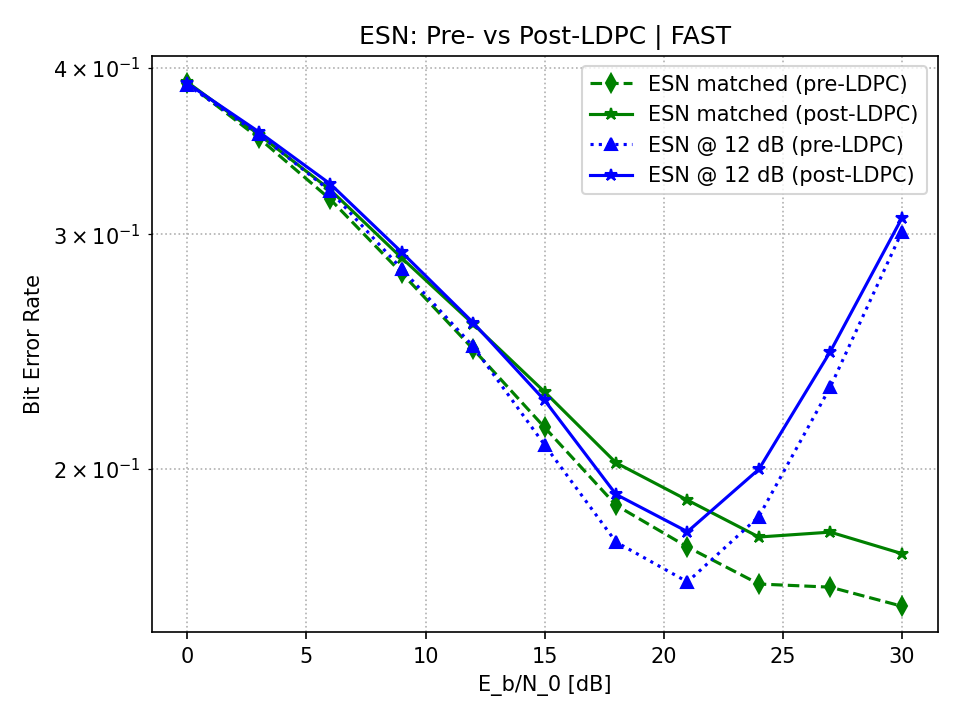 ESN: Pre- vs Post-LDPC | FAST
4 × 10⁻¹
3 × 10⁻¹
2 × 10⁻¹
Bit Error Rate
ESN matched (pre-LDPC)
ESN matched (post-LDPC)
ESN @ 12 dB (pre-LDPC)
ESN @ 12 dB (post-LDPC)
0 5 10 15 20 25 30
E_b/N_0 [dB]